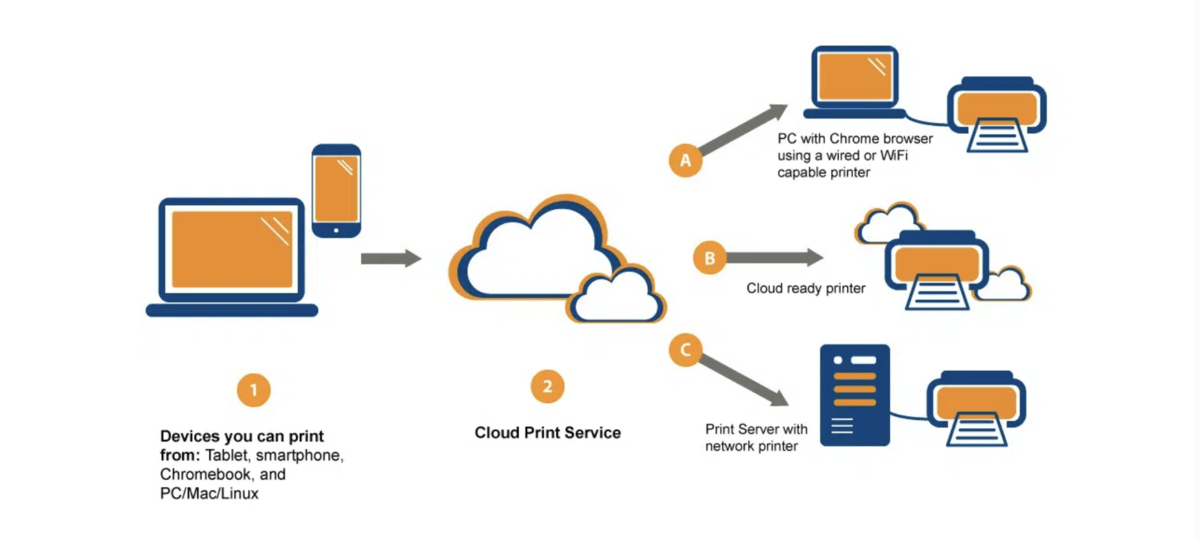 A
PC with Chrome browser
using a wired or WiFi
capable printer
B
Cloud ready printer
C
Print Server with
network printer
1
Devices you can print
from: Tablet, smartphone,
Chromebook, and
PC/Mac/Linux
2
Cloud Print Service